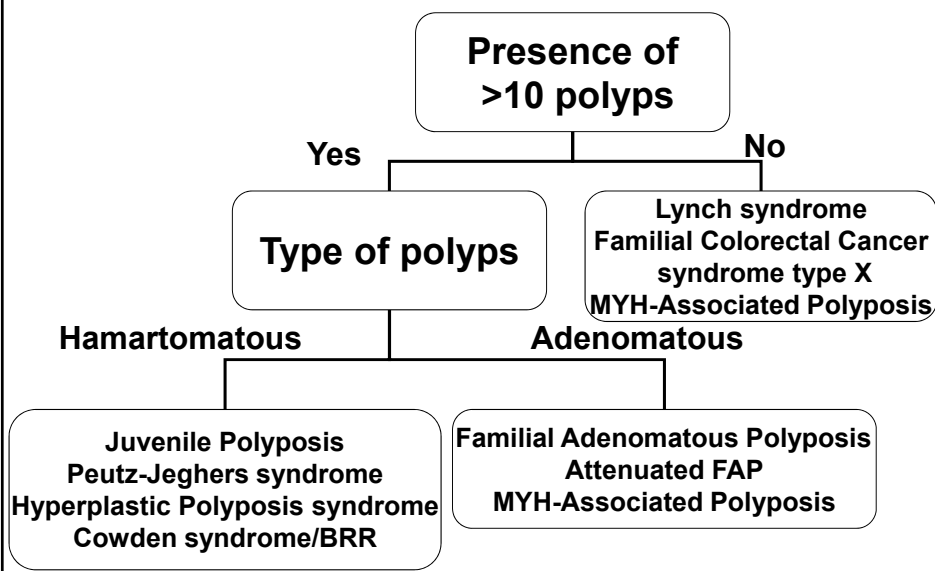 Presence of
>10 polyps
Yes
No
Type of polyps
Lynch syndrome
Familial Colorectal Cancer
syndrome type X
MYH-Associated Polyposis
Hamartomatous
Adenomatous
Juvenile Polyposis
Peutz-Jeghers syndrome
Hyperplastic Polyposis syndrome
Cowden syndrome/BRR
Familial Adenomatous Polyposis
Attenuated FAP
MYH-Associated Polyposis